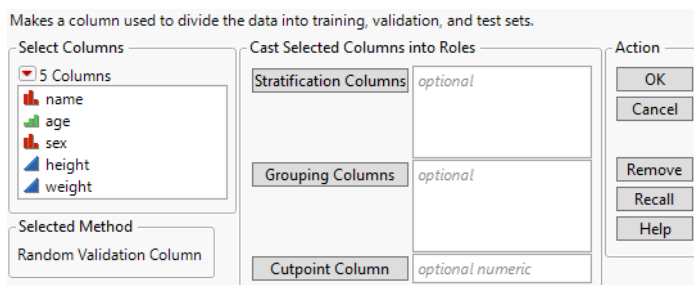 Makes a column used to divide the data into training, validation, and test sets.
Select Columns
5 Columns
name
age
sex
height
weight
Selected Method
Random Validation Column
Cast Selected Columns into Roles
Stratification Columns optional
Grouping Columns optional
Cutpoint Column optional numeric
Action
OK
Cancel
Remove
Recall
Help